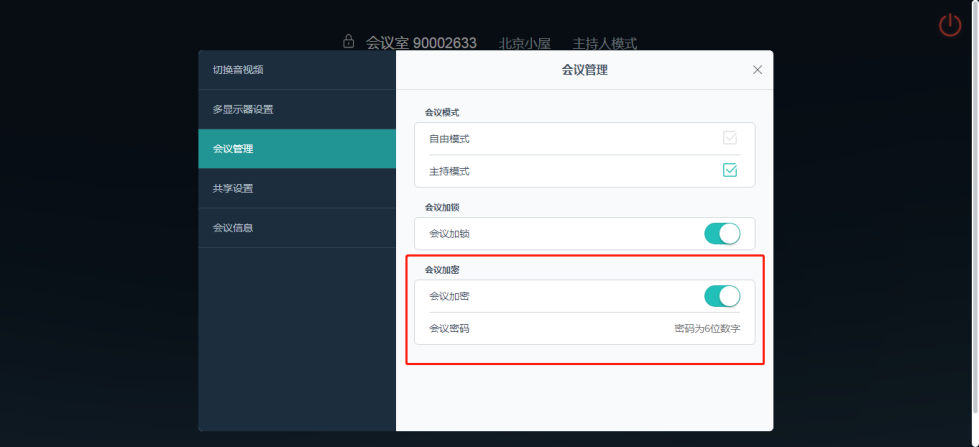 会议室 90002633 北京小屋 主持人模式
切换音视频
多显示器设置
会议管理
共享设置
会议信息
会议管理
会议模式
自由模式
主持模式
会议加锁
会议加锁
会议加密
会议加密
会议密码 密码为6位数字